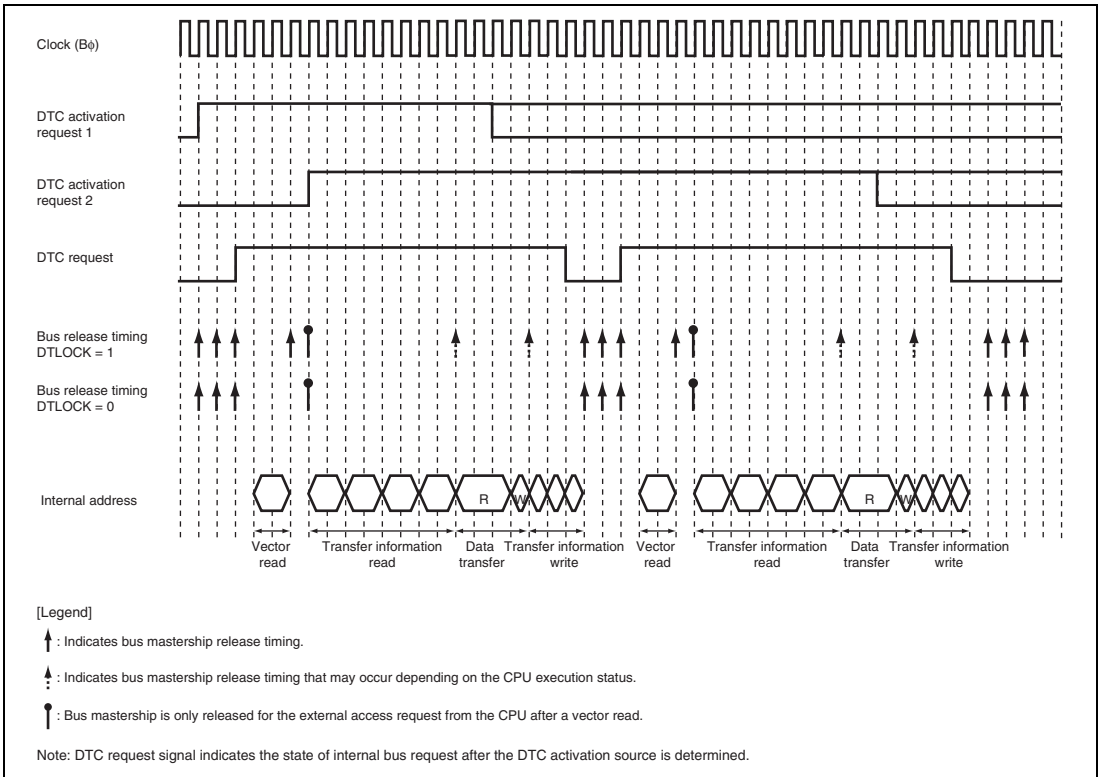 Clock (Bφ)
DTC activation
request 1
DTC activation
request 2
DTC request
Bus release timing
DTLOCK = 1
Bus release timing
DTLOCK = 0
Internal address
R
W
R
W
Vector
read
Transfer information
read
Data
transfer
Transfer information
write
Vector
read
Transfer information
read
Data
transfer
Transfer information
write
[Legend]
: Indicates bus mastership release timing.
: Indicates bus mastership release timing that may occur depending on the CPU execution status.
: Bus mastership is only released for the external access request from the CPU after a vector read.
Note: DTC request signal indicates the state of internal bus request after the DTC activation source is determined.